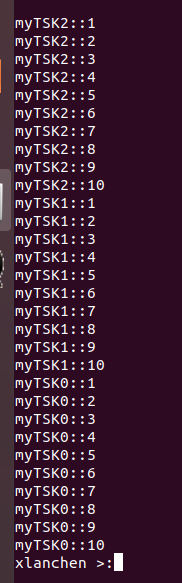 myTSK2::1
myTSK2::2
myTSK2::3
myTSK2::4
myTSK2::5
myTSK2::6
myTSK2::7
myTSK2::8
myTSK2::9
myTSK2::10
myTSK1::1
myTSK1::2
myTSK1::3
myTSK1::4
myTSK1::5
myTSK1::6
myTSK1::7
myTSK1::8
myTSK1::9
myTSK1::10
myTSK0::1
myTSK0::2
myTSK0::3
myTSK0::4
myTSK0::5
myTSK0::6
myTSK0::7
myTSK0::8
myTSK0::9
myTSK0::10
xlanchen >: